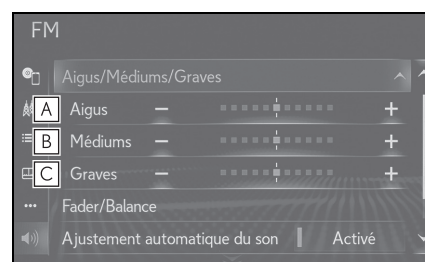 FM
Aigus/Médiums/Graves
A Aigus − +
B Médiums − +
C Graves − +
Fader/Balance
Ajustement automatique du son Activé